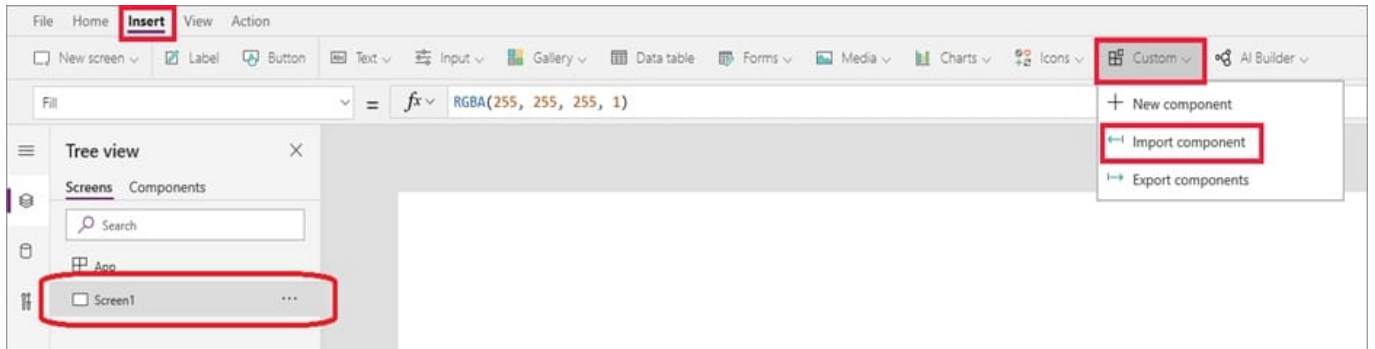 File Home Insert View Action
New screen Label Button Abc Text Input Gallery Data table Forms Media Charts Icons Custom AI Builder
Fill = fx RGBA(255, 255, 255, 1)
New component
Import component
Export components
Tree view
Screens Components
Search
App
Screen1